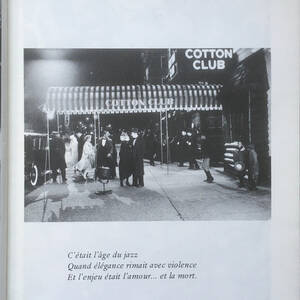 COTTON
CLUB
COTTON CLUB
C'était l'âge du jazz
Quand élégance rimait avec violence
Et l'enjeu était l'amour... et la mort.